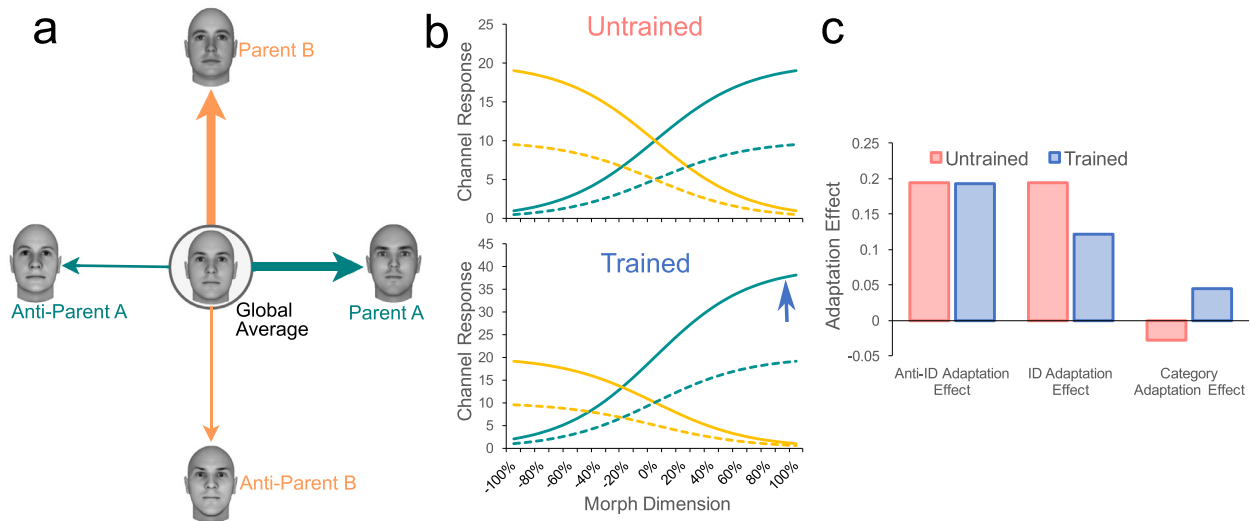 a
Parent B
Anti-Parent A
Global
Average
Parent A
Anti-Parent B
b
Untrained
Channel Response
25
20
15
10
5
0
Trained
Channel Response
45
40
35
30
25
20
15
10
5
0
-100%
-80%
-60%
-40%
-20%
0%
20%
40%
60%
80%
100%
Morph Dimension
c
Untrained
Trained
Adaptation Effect
0.25
0.2
0.15
0.1
0.05
0
-0.05
Anti-ID Adaptation
Effect
ID Adaptation
Effect
Category
Adaptation Effect